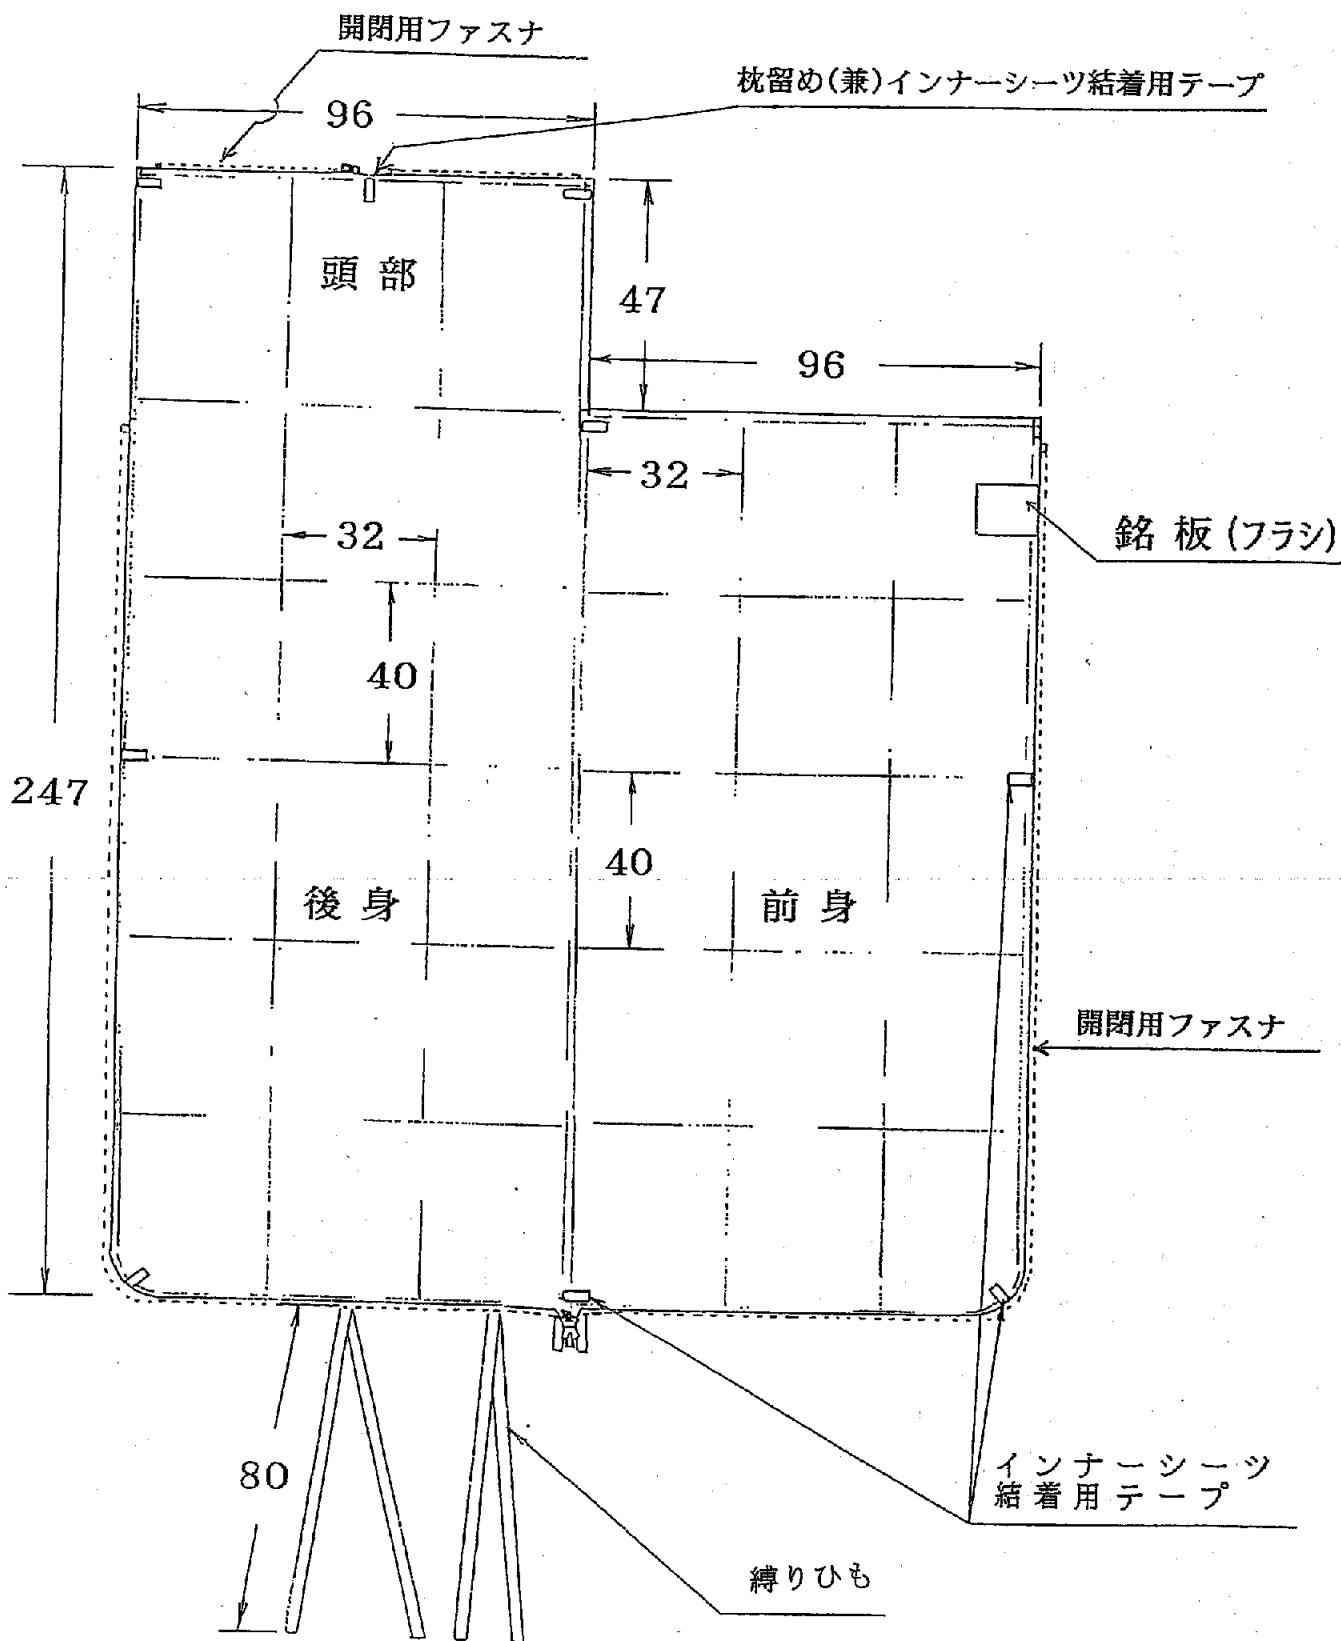 開閉用ファスナ
枕留め(兼)インナーシーツ結着用テープ
96
頭部
47
96
32
銘板(フラシ)
32
40
247
40
後身
前身
開閉用ファスナ
インナーシーツ
結着用テープ
80
縛りひも